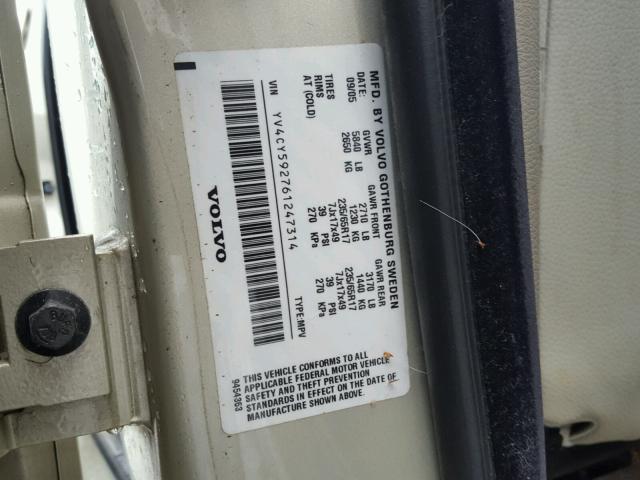 MFD. BY VOLVO GOTHENBURG SWEDEN
DATE: GVWR GAWR FRONT GAWR REAR
09/05 5840 LB 2710 LB 3170 LB
2650 KG 1230 KG 1440 KG
TIRES 235/65R17 235/65R17
RIMS 7Jx17x49 7Jx17x49
AT (COLD) 39 PSI 39 PSI
270 KPa 270 KPa
VIN YV4CY592761247314 TYPE:MPV
VOLVO
THIS VEHICLE CONFORMS TO ALL
APPLICABLE FEDERAL MOTOR VEHICLE
SAFETY AND THEFT PREVENTION
STANDARDS IN EFFECT ON THE DATE OF
MANUFACTURE SHOWN ABOVE.
9454363